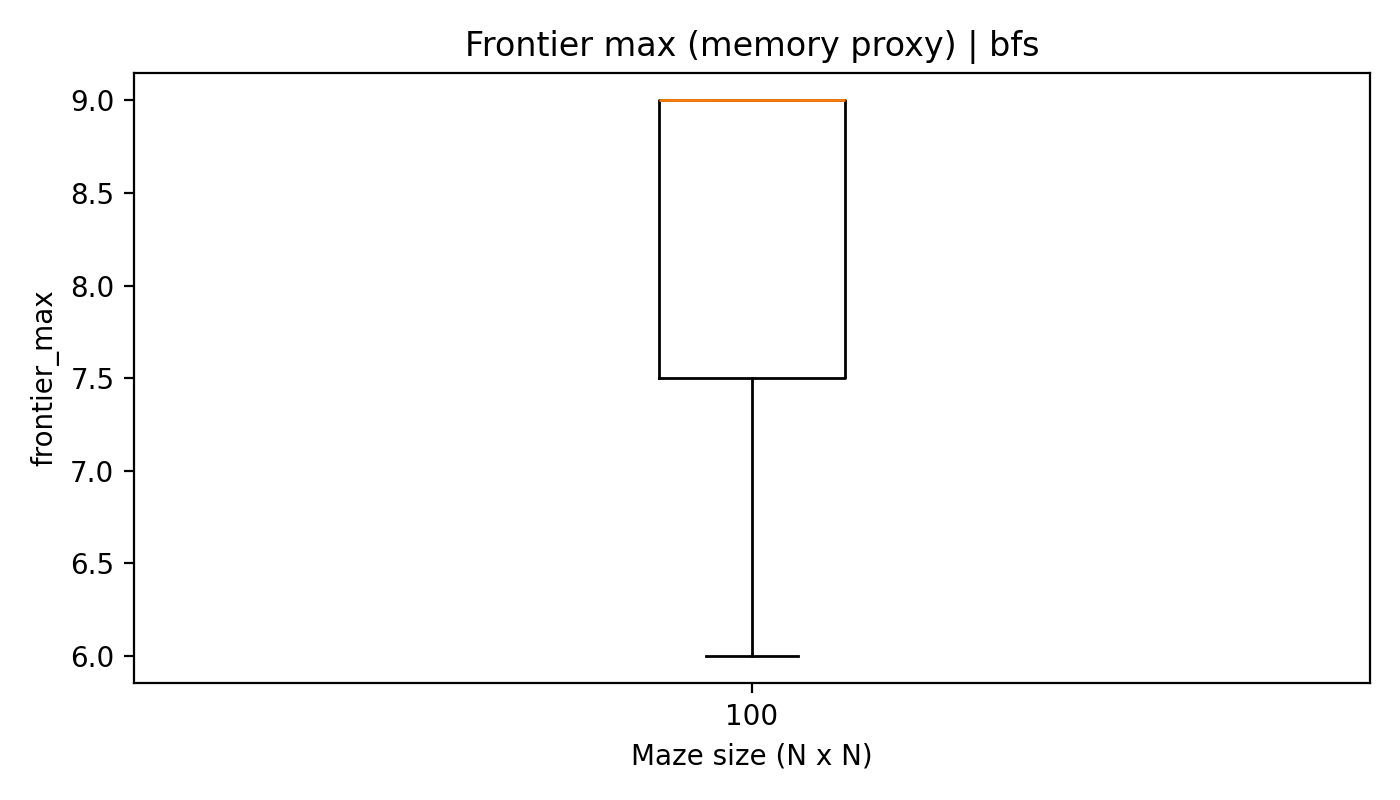 Frontier max (memory proxy) | bfs
9.0
8.5
8.0
7.5
7.0
6.5
6.0
frontier_max
100
Maze size (N x N)